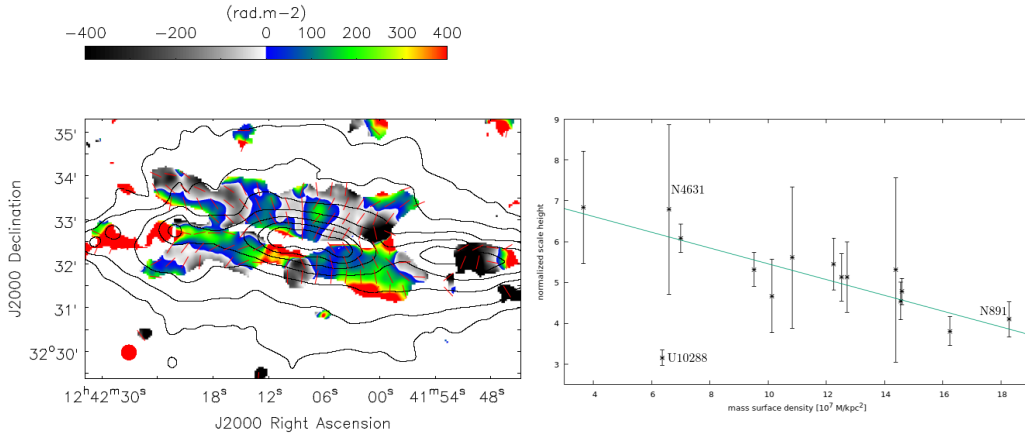 (rad.m−2)
−400 −200 0 200 400
J2000 Declination
35'
34'
33'
32'
31'
32°30'
12ʰ42ᵐ30ˢ 18ˢ 12ˢ 06ˢ 00ˢ 41ᵐ54ˢ 48ˢ
J2000 Right Ascension
normalized scale height
9
8
7
6
5
4
3
N4631
U10288
N891
4 6 8 10 12 14 16 18
mass surface density [10⁷ M/kpc²]